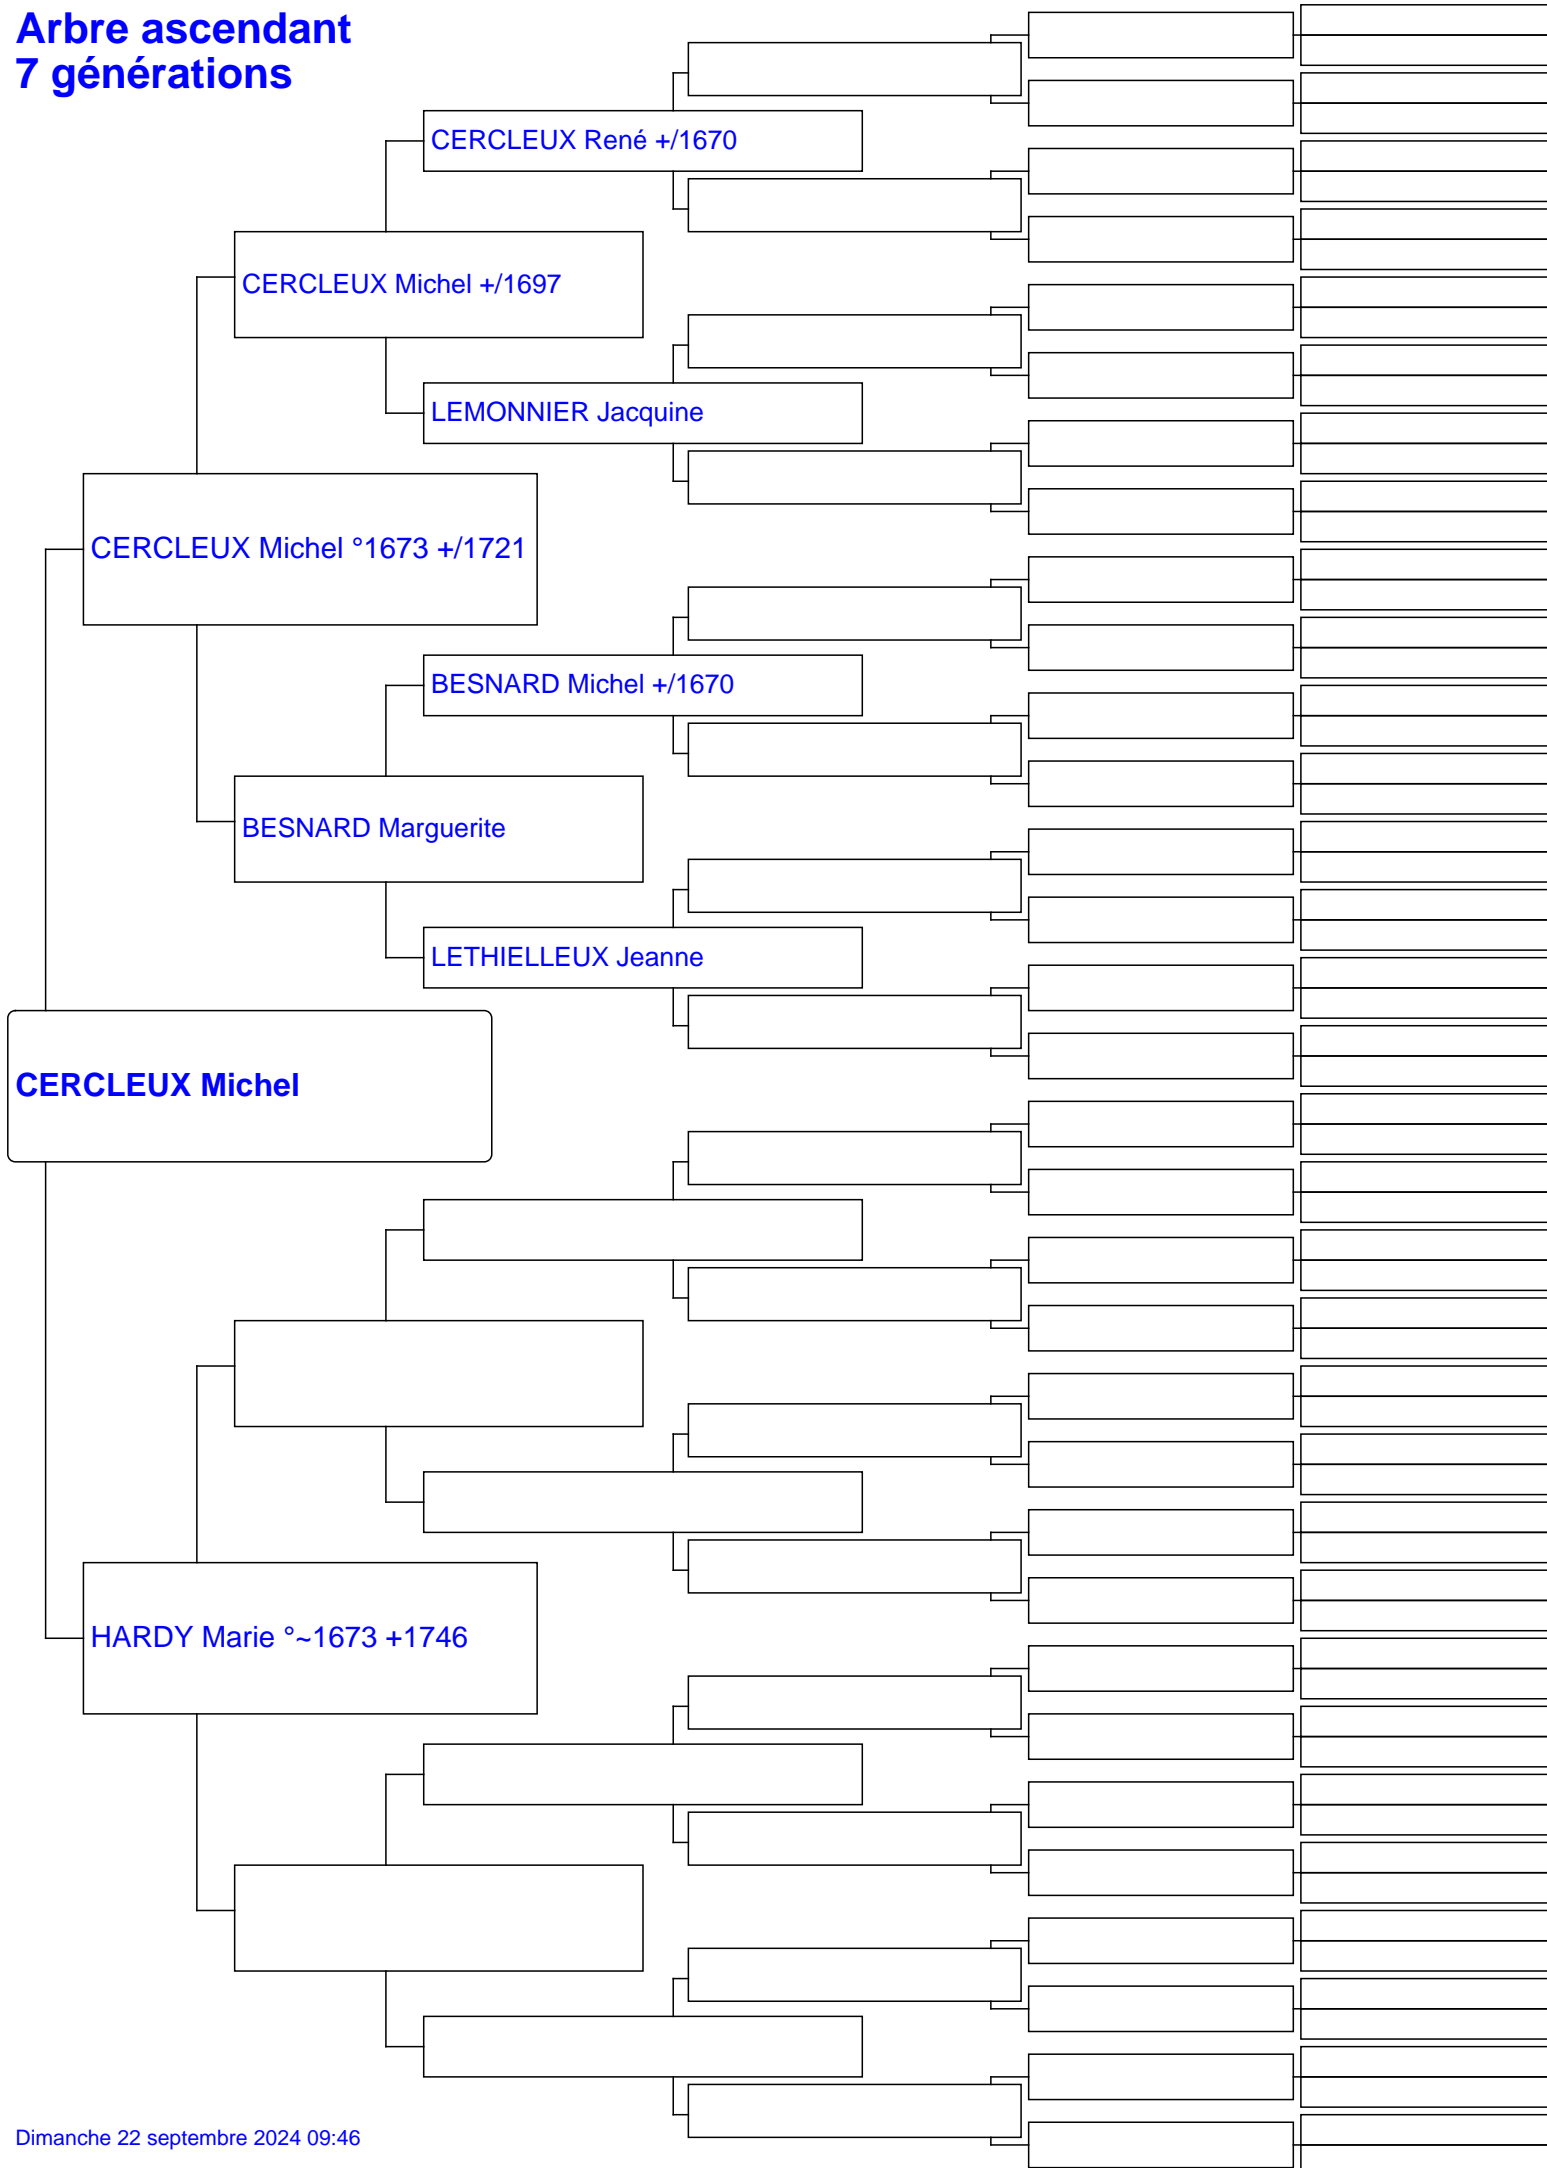 Arbre ascendant
7 générations
CERCLEUX René +/1670
CERCLEUX Michel +/1697
LEMONNIER Jacquine
CERCLEUX Michel °1673 +/1721
BESNARD Michel +/1670
BESNARD Marguerite
LETHIELLEUX Jeanne
CERCLEUX Michel
HARDY Marie °~1673 +1746
Dimanche 22 septembre 2024 09:46